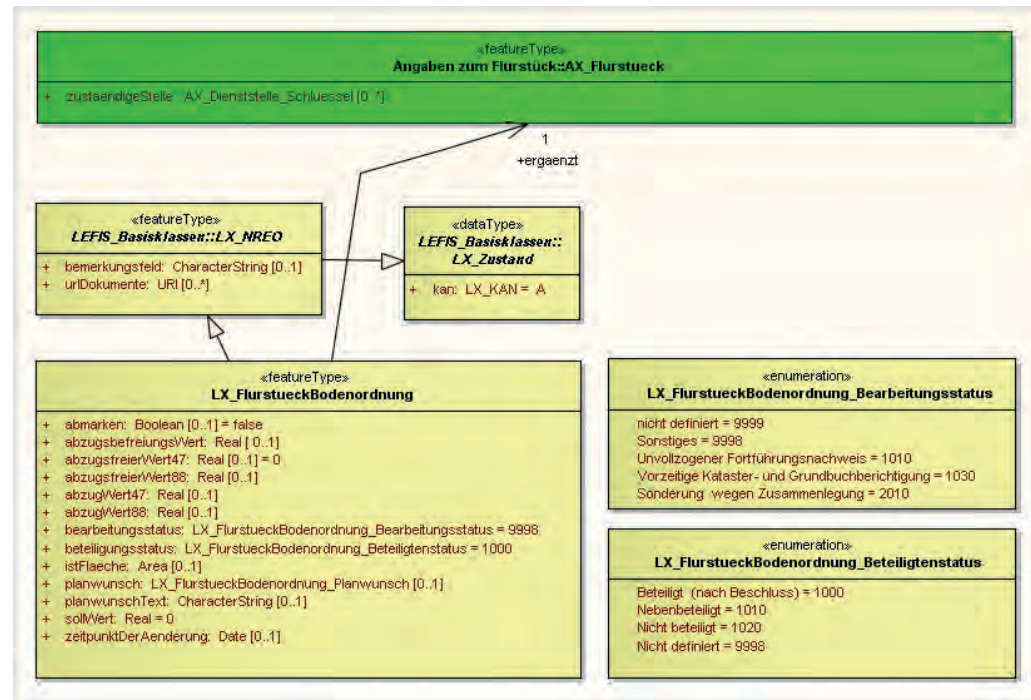 «featureType»
Angaben zum Flurstück::AX_Flurstueck
+ zustaendigeStelle AX_Dienststelle_Schluessel [0..*]
1
+ergaenzt
«featureType»
LEFIS_Basisklassen::LX_NREO
+ bemerkungsfeld: CharacterString [0..1]
+ urlDokumente: URI [0..*]
«dataType»
LEFIS_Basisklassen::
LX_Zustand
+ kan: LX_KAN = A
«featureType»
LX_FlurstueckBodenordnung
+ abmarken: Boolean [0..1] = false
+ abzugsbefreiungsWert: Real [ 0..1]
+ abzugsfreierWert47: Real [0..1] = 0
+ abzugsfreierWert88: Real [0..1]
+ abzugWert47: Real [0..1]
+ abzugWert88: Real [0..1]
+ bearbeitungsstatus: LX_FlurstueckBodenordnung_Bearbeitungsstatus = 9998
+ beteiligungsstatus: LX_FlurstueckBodenordnung_Beteiligtenstatus = 1000
+ istFlaeche: Area [0..1]
+ planwunsch: LX_FlurstueckBodenordnung_Planwunsch [0..1]
+ planwunschText: CharacterString [0..1]
+ sollWert: Real = 0
+ zeitpunktDerAenderung: Date [0..1]
«enumeration»
LX_FlurstueckBodenordnung_Bearbeitungsstatus
nicht definiert = 9999
Sonstiges = 9998
Unvollzogener Fortführungsnachweis = 1010
Vorzeitige Kataster- und Grundbuchberichtigung = 1030
Sonderung wegen Zusammenlegung = 2010
«enumeration»
LX_FlurstueckBodenordnung_Beteiligtenstatus
Beteiligt (nach Beschluss) = 1000
Nebenbeteiligt = 1010
Nicht beteiligt = 1020
Nicht definiert = 9998